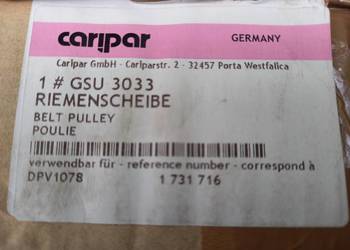 caripar
GERMANY
Caripar GmbH - Cariparstr. 2 - 32457 Porta Westfalica
1 # GSU 3033
RIEMENSCHEIBE
BELT PULLEY
POULIE
verwendbar für - reference number - correspond à
DPV1078 1 731 716